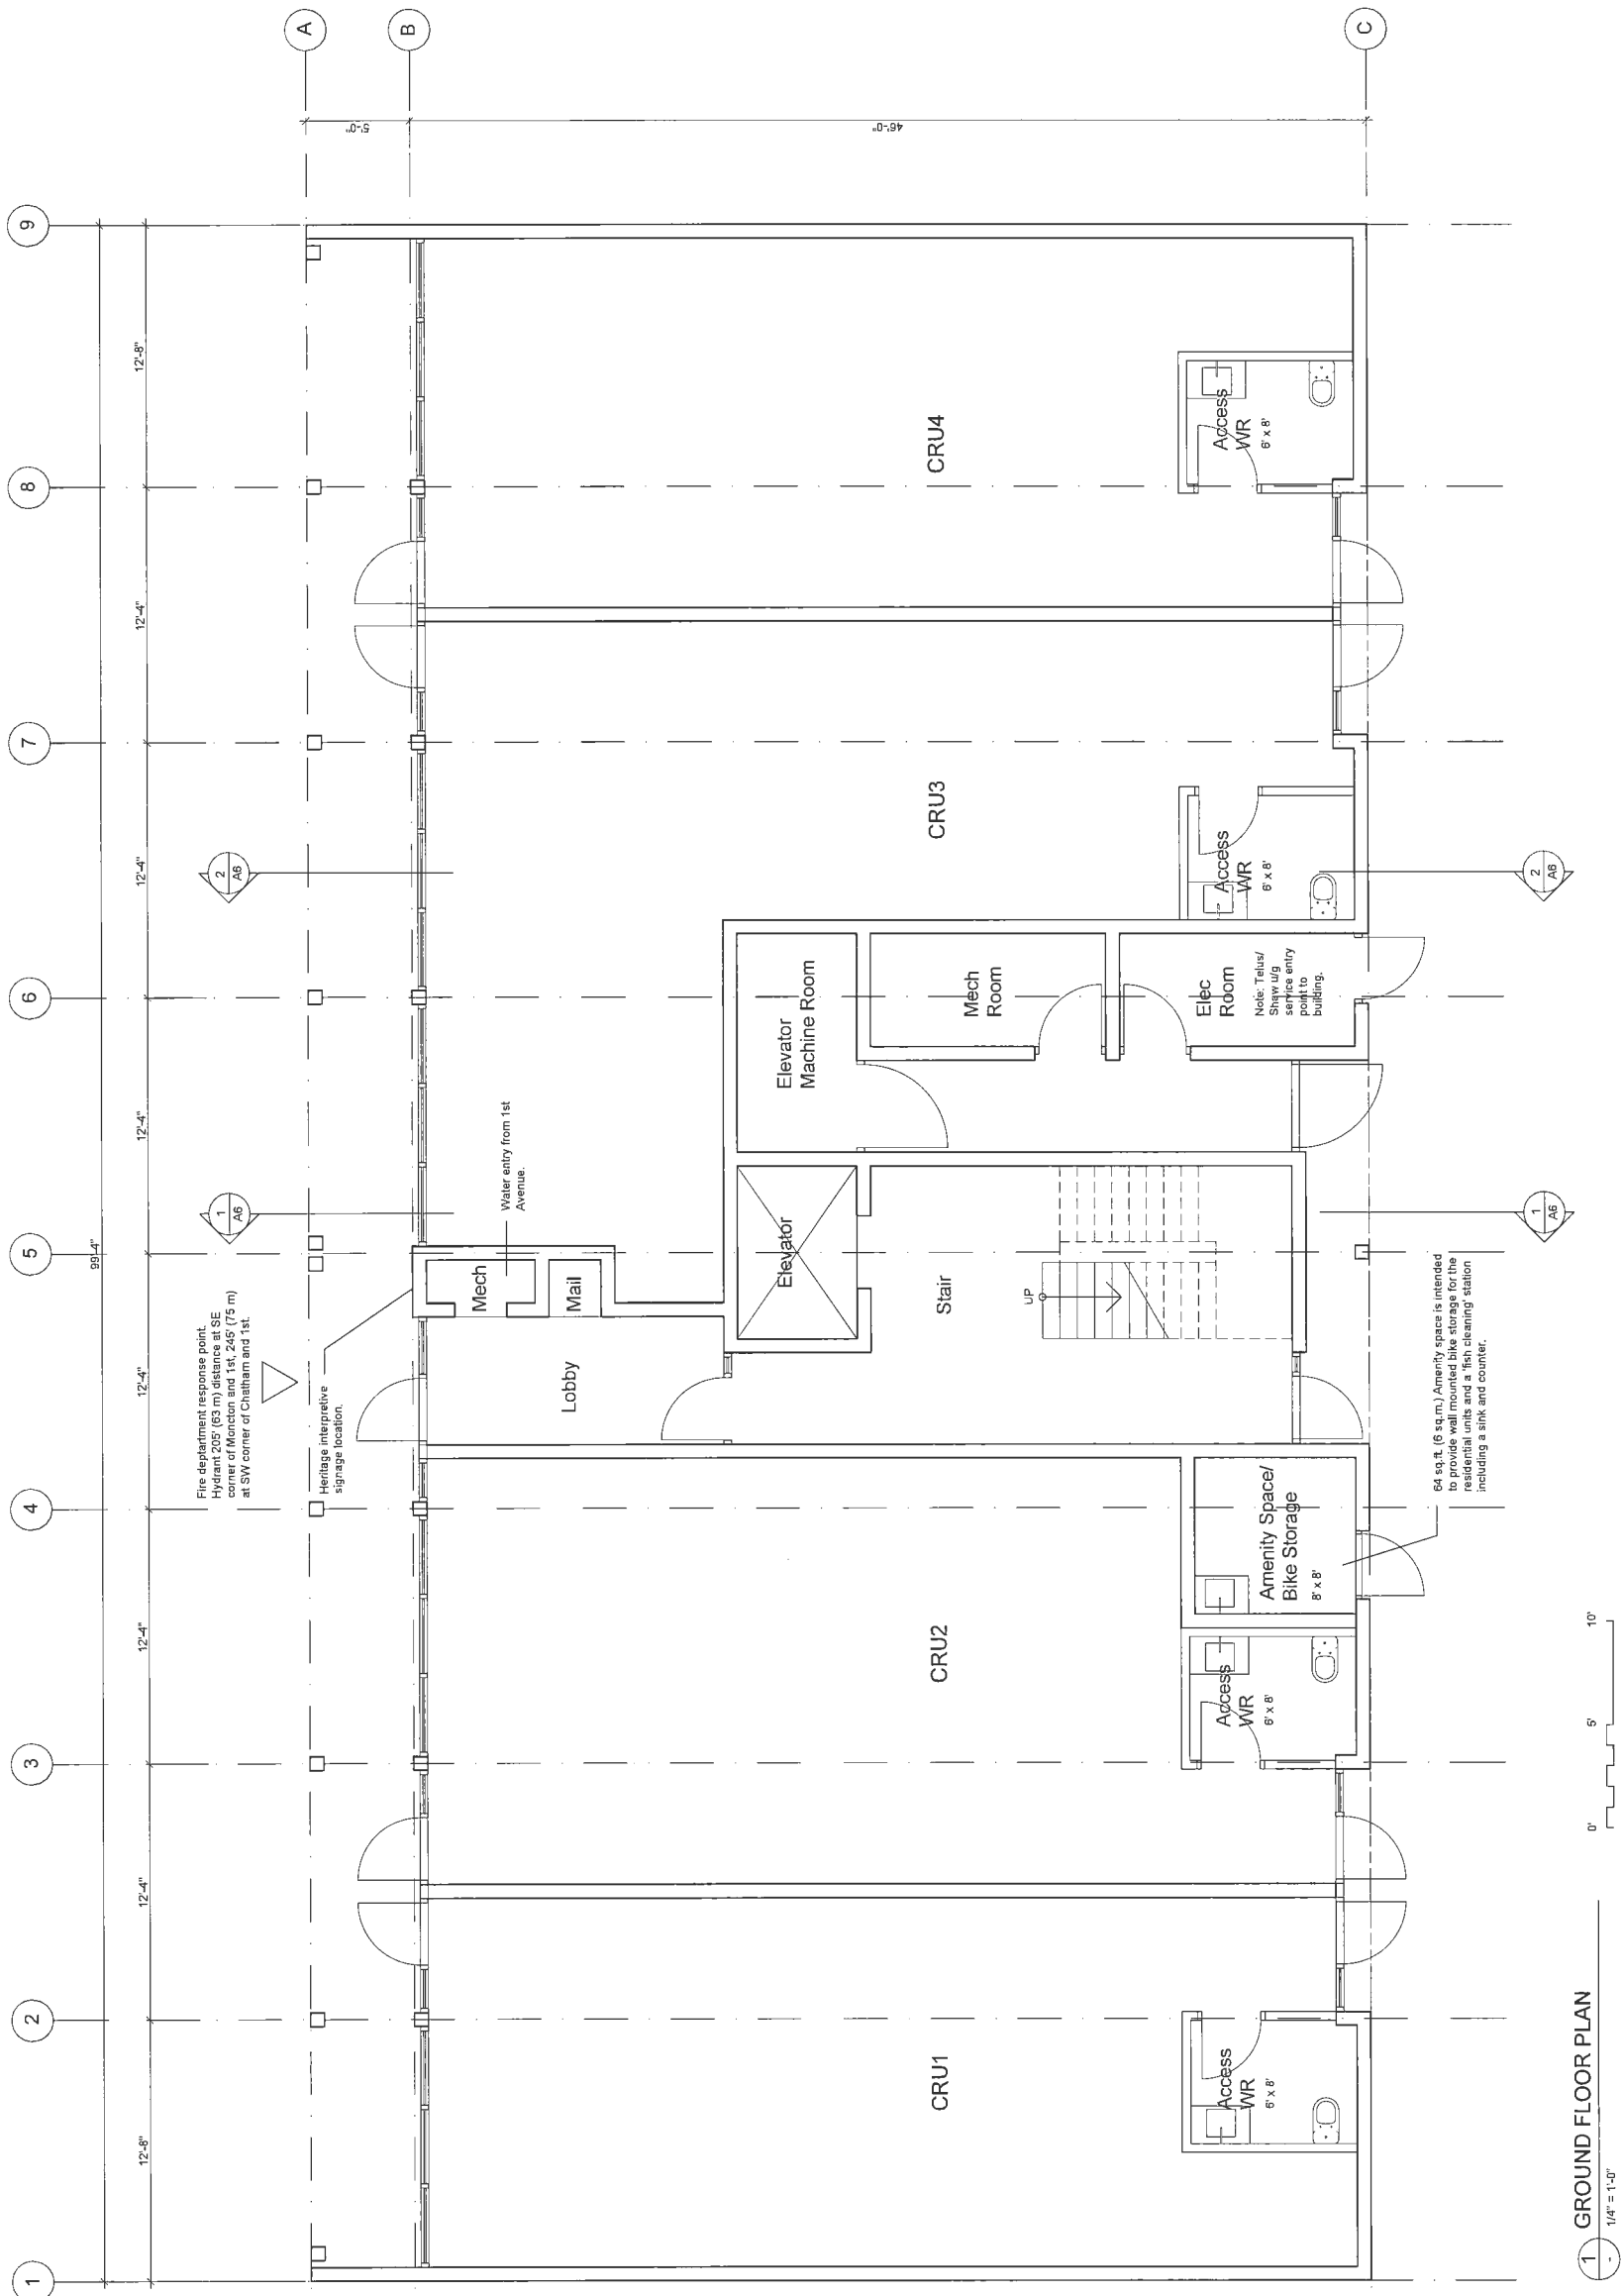 1
2
3
4
5
6
7
8
9
99'-4"
12'-8"
12'-4"
12'-4"
12'-4"
12'-4"
12'-4"
12'-4"
12'-8"
A
B
C
5'-0"
46'-0"
Fire deptartment response point.
Hydrant 205' (63 m) distance at SE
corner of Moncton and 1st, 245' (75 m)
at SW corner of Chatham and 1st.
Heritage interpretive
signage location.
1
A6
2
A6
Water entry from 1st
Avenue.
Mech
Mail
Lobby
Elevator
Elevator
Machine Room
Stair
UP
Mech
Room
Elec
Room
Note: Telus/
Shaw u/g
service entry
point to
building.
CRU1
CRU2
CRU3
CRU4
Access
WR
6' x 8'
Access
WR
6' x 8'
Amenity Space/
Bike Storage
8' x 8'
Access
WR
6' x 8'
Access
WR
6' x 8'
64 sq.ft. (6 sq.m.) Amenity space is intended
to provide wall mounted bike storage for the
residential units and a 'fish cleaning' station
including a sink and counter.
1
A6
2
A6
1
-
GROUND FLOOR PLAN
1/4" = 1'-0"
0'
5'
10'